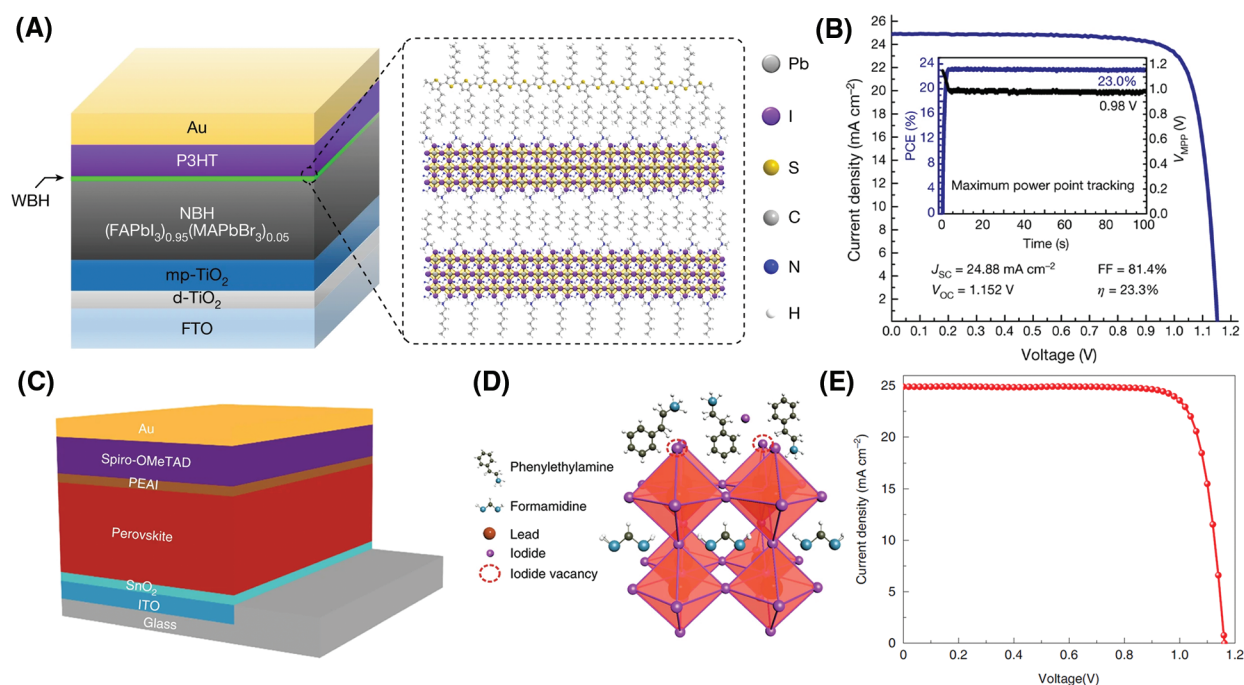 (A)
Au
P3HT
WBH
NBH
(FAPbI₃)₀.₉₅(MAPbBr₃)₀.₀₅
mp-TiO₂
d-TiO₂
FTO
Pb
I
S
C
N
H
(B)
Current density (mA cm⁻²)
26
24
22
20
18
16
14
12
10
8
6
4
2
0.0 0.1 0.2 0.3 0.4 0.5 0.6 0.7 0.8 0.9 1.0 1.1 1.2
Voltage (V)
PCE (%)
24
20
16
12
8
4
0
23.0%
0.98 V
Maximum power point tracking
1.2
1.0
0.8
0.6
0.4
0.2
0.0
V_MPP (V)
0 20 40 60 80 100
Time (s)
J_SC = 24.88 mA cm⁻² FF = 81.4%
V_OC = 1.152 V η = 23.3%
(C)
Au
Spiro-OMeTAD
PEAI
Perovskite
SnO₂
ITO
Glass
(D)
Phenylethylamine
Formamidine
Lead
Iodide
Iodide vacancy
(E)
Current density (mA cm⁻²)
25
20
15
10
5
0
0 0.2 0.4 0.6 0.8 1.0 1.2
Voltage(V)